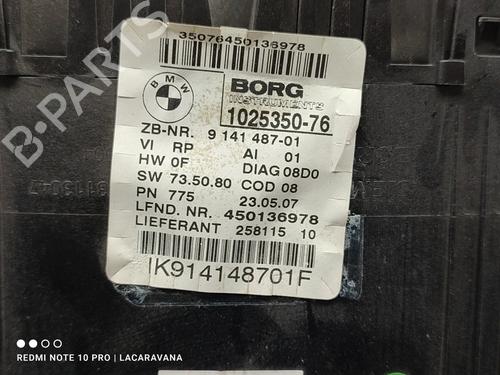 35076450136978
B-PARTS
BMW
BORG
INSTRUMENTS
1025350-76
ZB-NR. 9 141 487-01
VI RP AI 01
HW 0F DIAG 08D0
SW 73.50.80 COD 08
PN 775 23.05.07
LFND. NR. 450136978
LIEFERANT 258115 10
K914148701F
REDMI NOTE 10 PRO | LACARAVANA